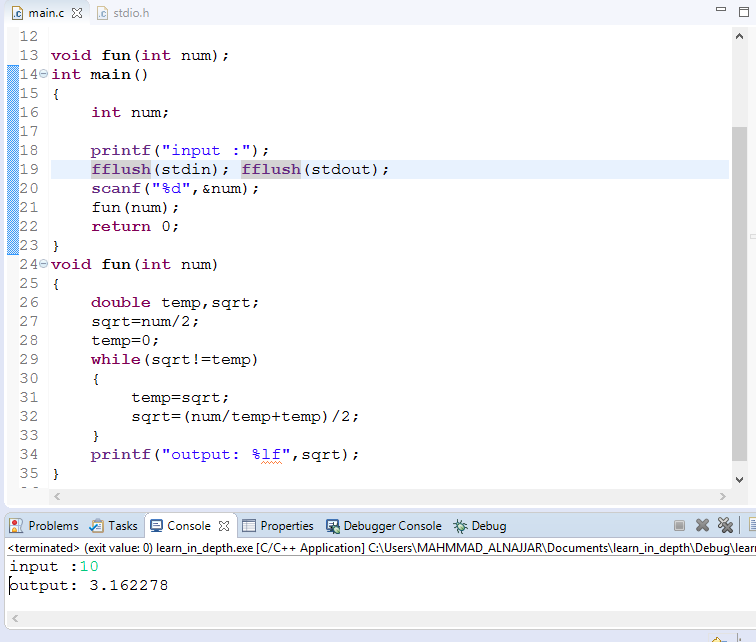 main.c stdio.h
12
13 void fun(int num);
14 int main()
15 {
16     int num;
17
18     printf("input :");
19     fflush(stdin); fflush(stdout);
20     scanf("%d",&num);
21     fun(num);
22     return 0;
23 }
24 void fun(int num)
25 {
26     double temp,sqrt;
27     sqrt=num/2;
28     temp=0;
29     while(sqrt!=temp)
30     {
31         temp=sqrt;
32         sqrt=(num/temp+temp)/2;
33     }
34     printf("output: %lf",sqrt);
35 }
Problems Tasks Console Properties Debugger Console Debug
<terminated> (exit value: 0) learn_in_depth.exe [C/C++ Application] C:\Users\MAHMMAD_ALNAJJAR\Documents\learn_in_depth\Debug\learn
input :10
output: 3.162278